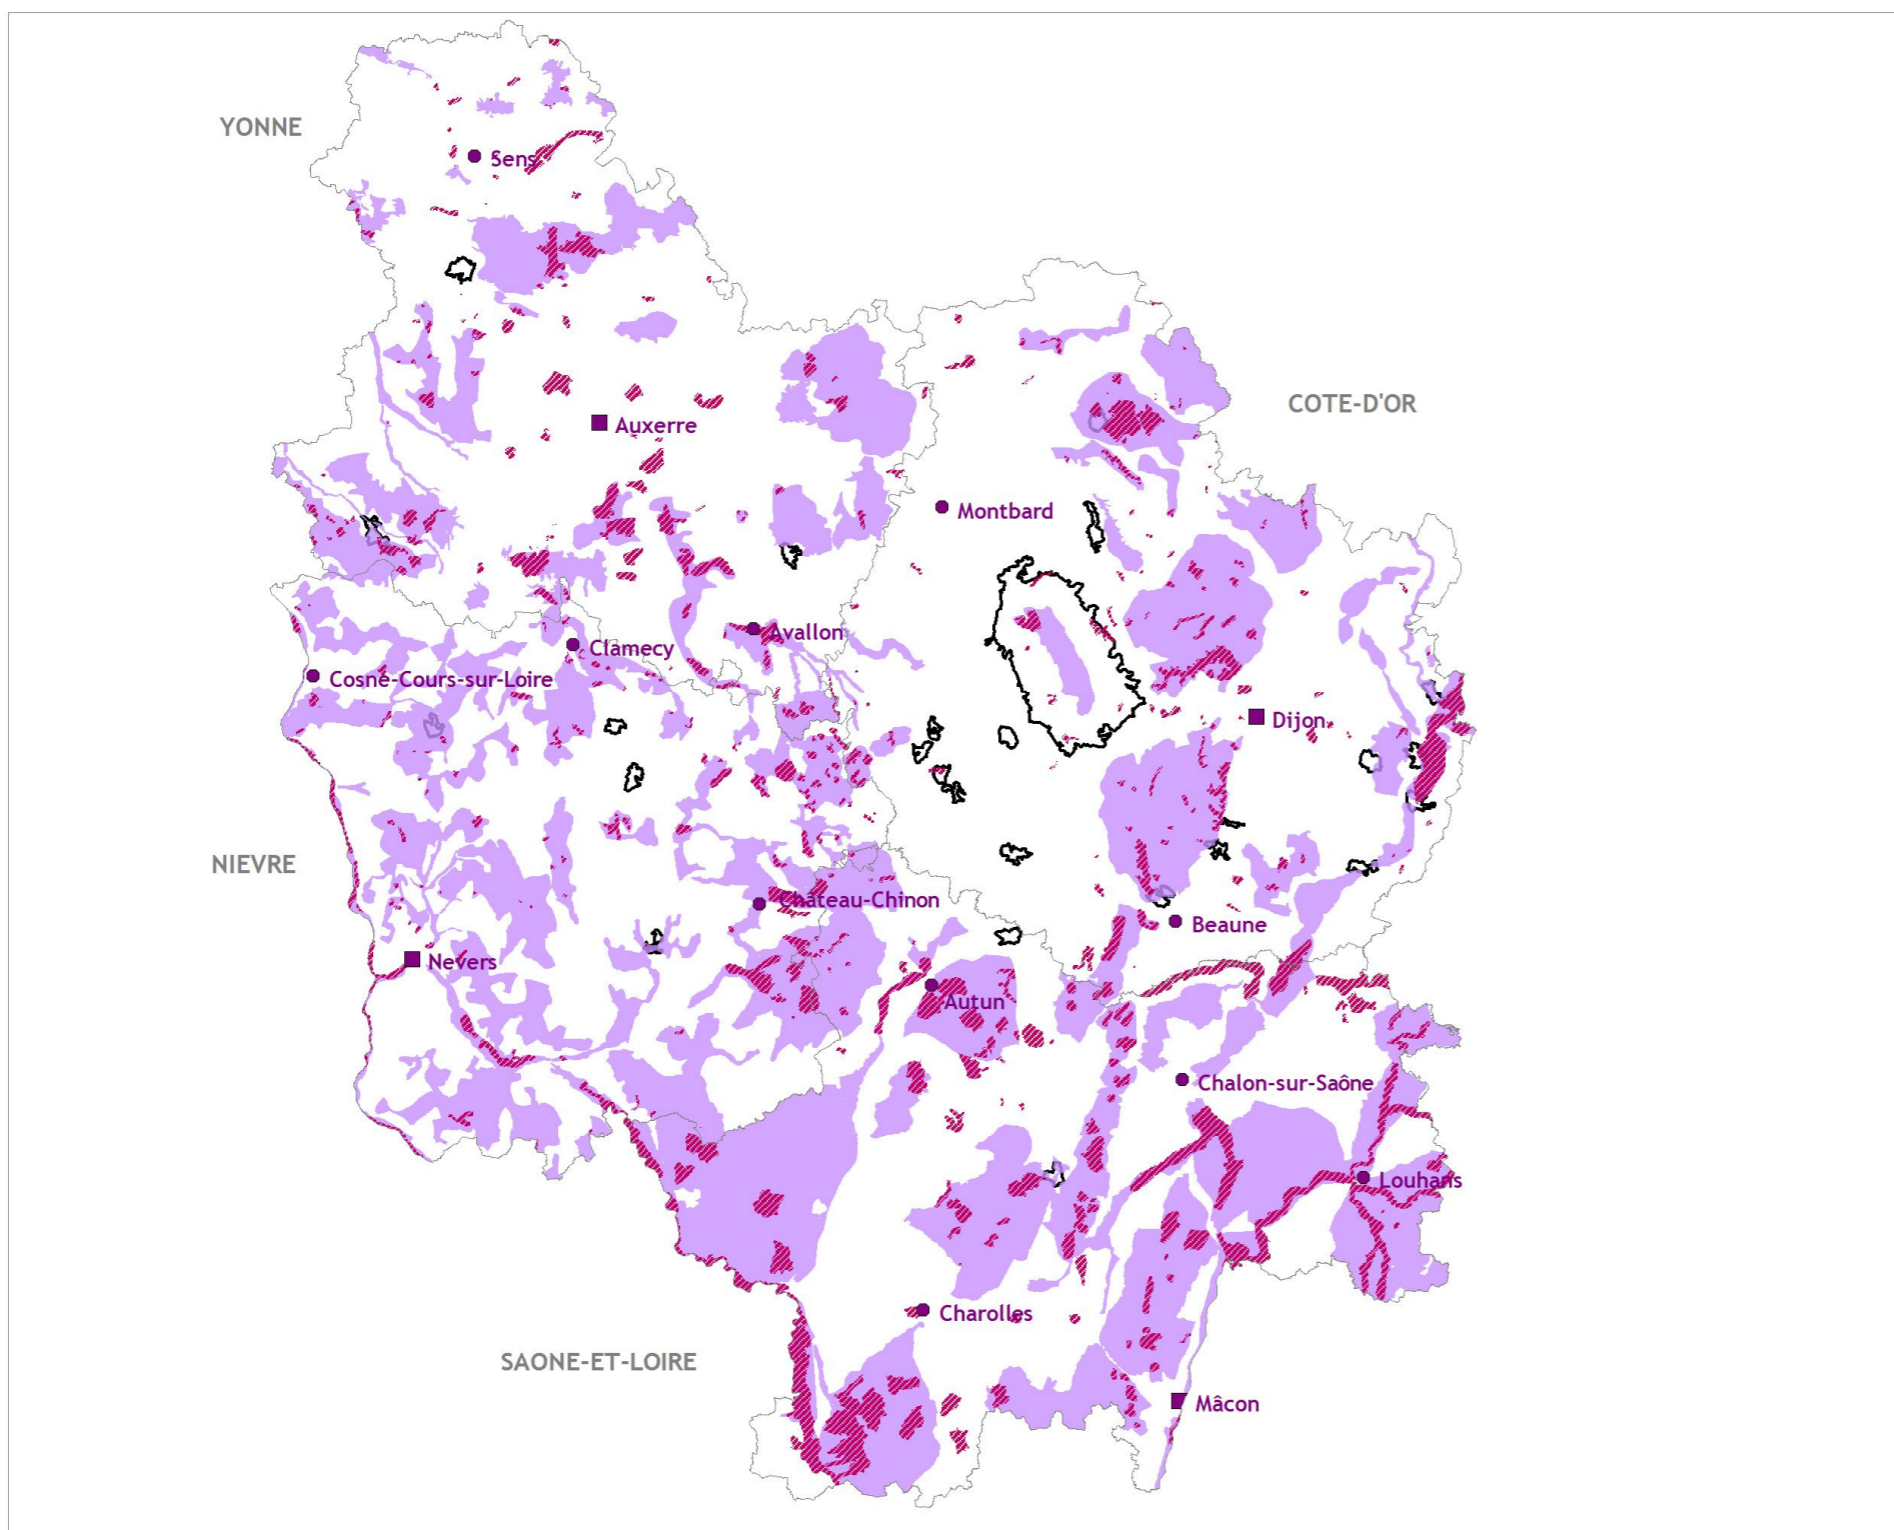 YONNE
Sens
COTE-D'OR
Auxerre
Montbard
Avallon
Clamecy
Cosne-Cours-sur-Loire
Dijon
NIEVRE
Château-Chinon
Beaune
Nevers
Autun
Chalon-sur-Saône
Louhans
Charolles
SAONE-ET-LOIRE
Mâcon